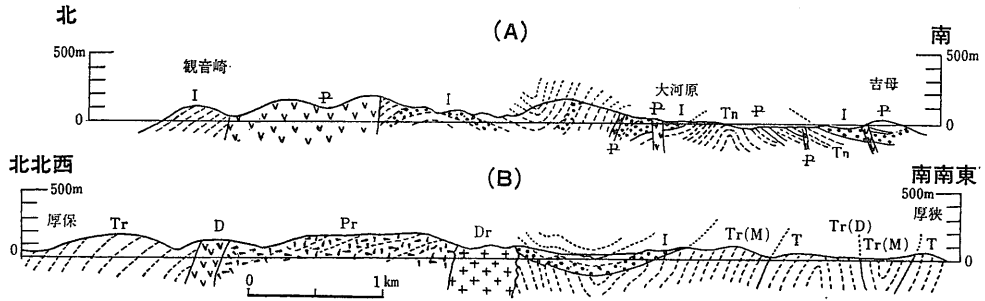 北
(A)
南
500m
0
観音崎
I
P
I
大河原
P
I
Tn
P
I
吉母
P
500m
0
P
P
Tn
北北西
(B)
南南東
500m
0
厚保
Tr
D
Pr
Dr
I
Tr(M)
T
Tr(D)
Tr(M)
T
厚狭
500m
0
0
1km